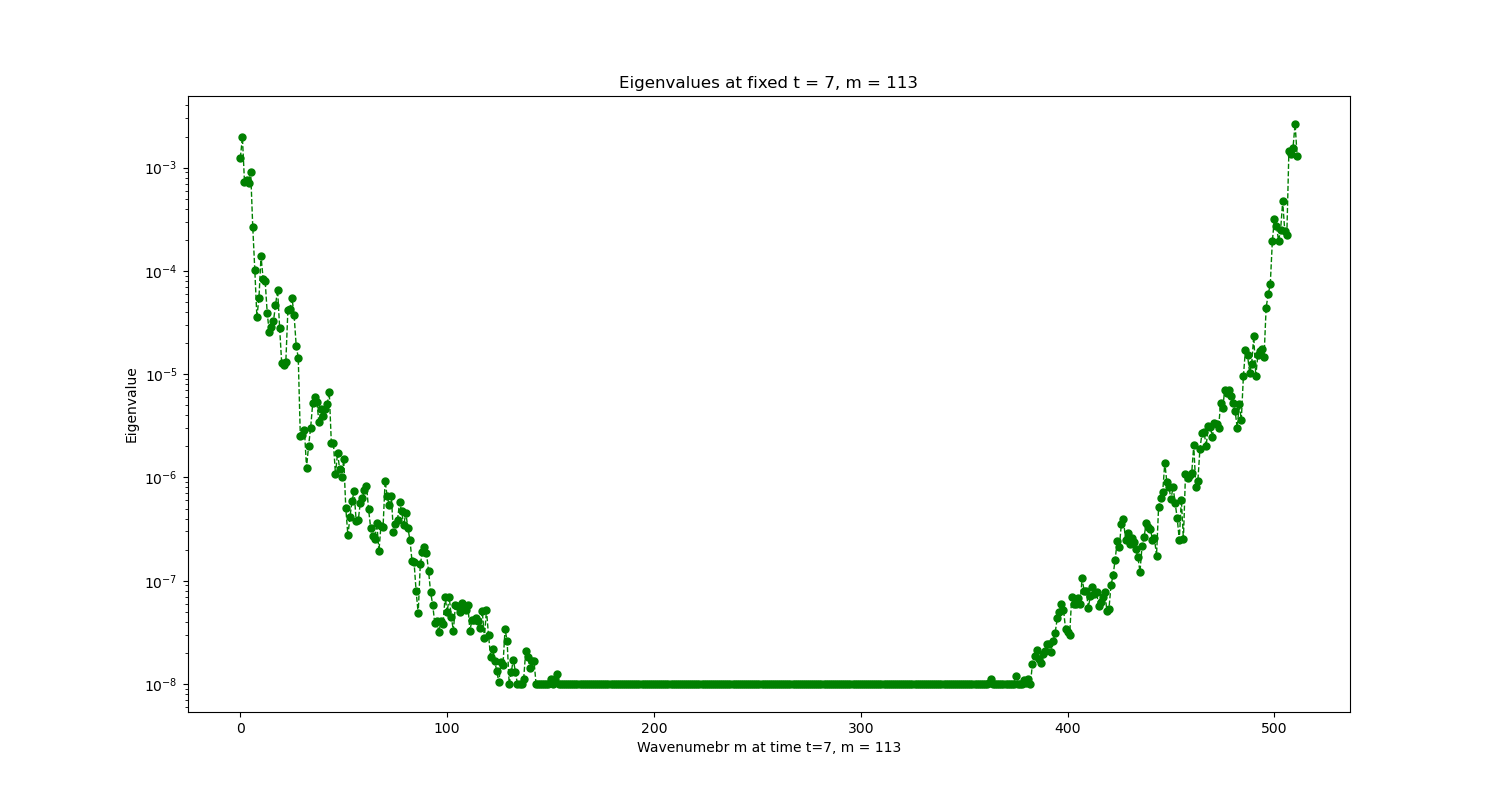 Eigenvalues at fixed t = 7, m = 113
Eigenvalue
10⁻³
10⁻⁴
10⁻⁵
10⁻⁶
10⁻⁷
10⁻⁸
0 100 200 300 400 500
Wavenumebr m at time t=7, m = 113